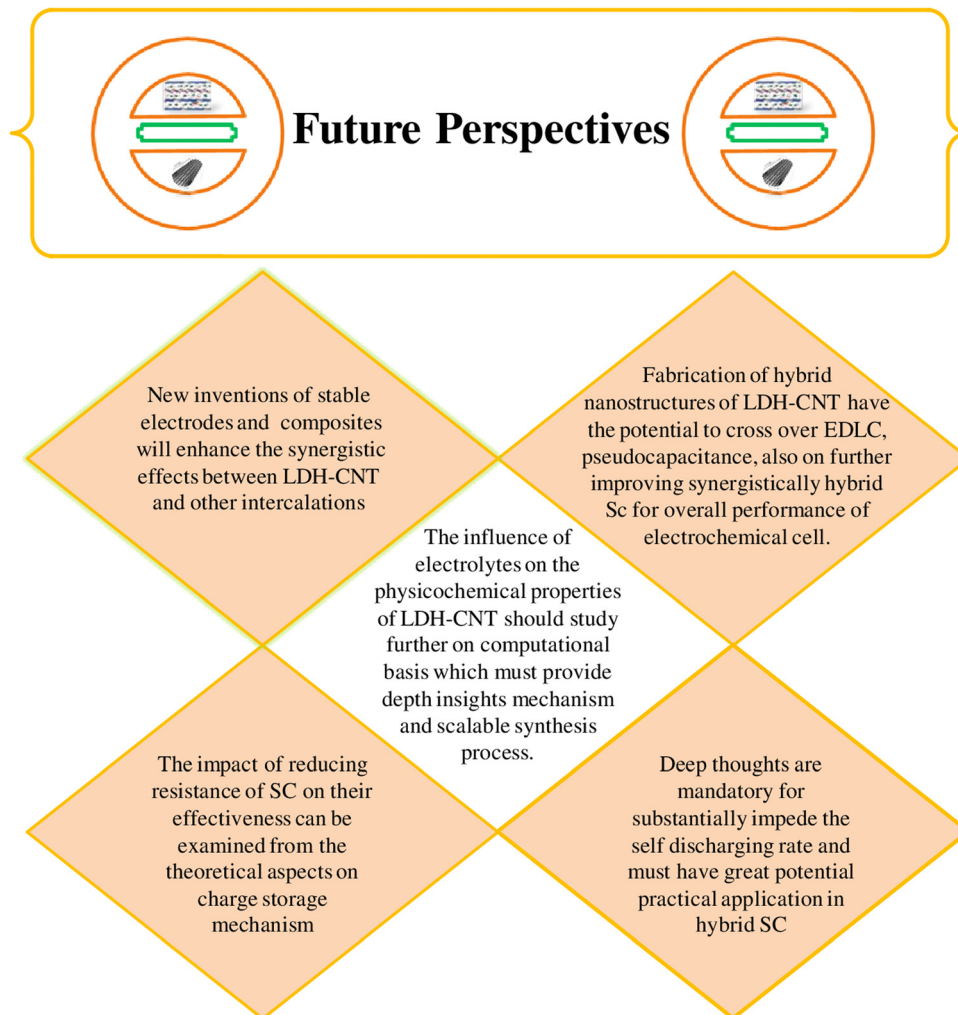 Future Perspectives
New inventions of stable
electrodes and composites
will enhance the synergistic
effects between LDH-CNT
and other intercalations
Fabrication of hybrid
nanostructures of LDH-CNT have
the potential to cross over EDLC,
pseudocapacitance, also on further
improving synergistically hybrid
Sc for overall performance of
electrochemical cell.
The influence of
electrolytes on the
physicochemical properties
of LDH-CNT should study
further on computational
basis which must provide
depth insights mechanism
and scalable synthesis
process.
The impact of reducing
resistance of SC on their
effectiveness can be
examined from the
theoretical aspects on
charge storage
mechanism
Deep thoughts are
mandatory for
substantially impede the
self discharging rate and
must have great potential
practical application in
hybrid SC